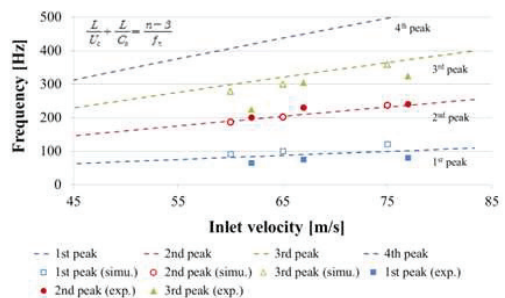 500
400
300
200
100
0
Frequency [Hz]
L/U_c + L/C_0 = (n − β)/f_n
4th peak
3rd peak
2nd peak
1st peak
45 55 65 75 85
Inlet velocity [m/s]
1st peak 2nd peak 3rd peak 4th peak
1st peak (simu.) 2nd peak (simu.) 3rd peak (simu.) 1st peak (exp.)
2nd peak (exp.) 3rd peak (exp.)